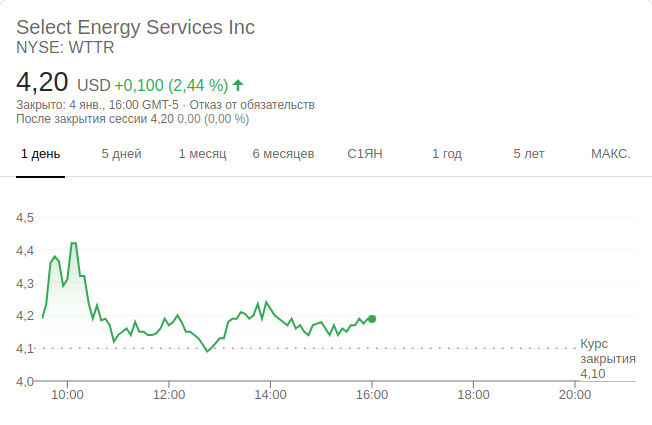 Select Energy Services Inc
NYSE: WTTR
4,20 USD +0,100 (2,44 %)
Закрыто: 4 янв., 16:00 GMT-5 · Отказ от обязательств
После закрытия сессии 4,20 0,00 (0,00 %)
1 день 5 дней 1 месяц 6 месяцев С1ЯН 1 год 5 лет МАКС.
4,5
4,4
4,3
4,2
4,1
4,0
Курс
закрытия
4,10
10:00 12:00 14:00 16:00 18:00 20:00